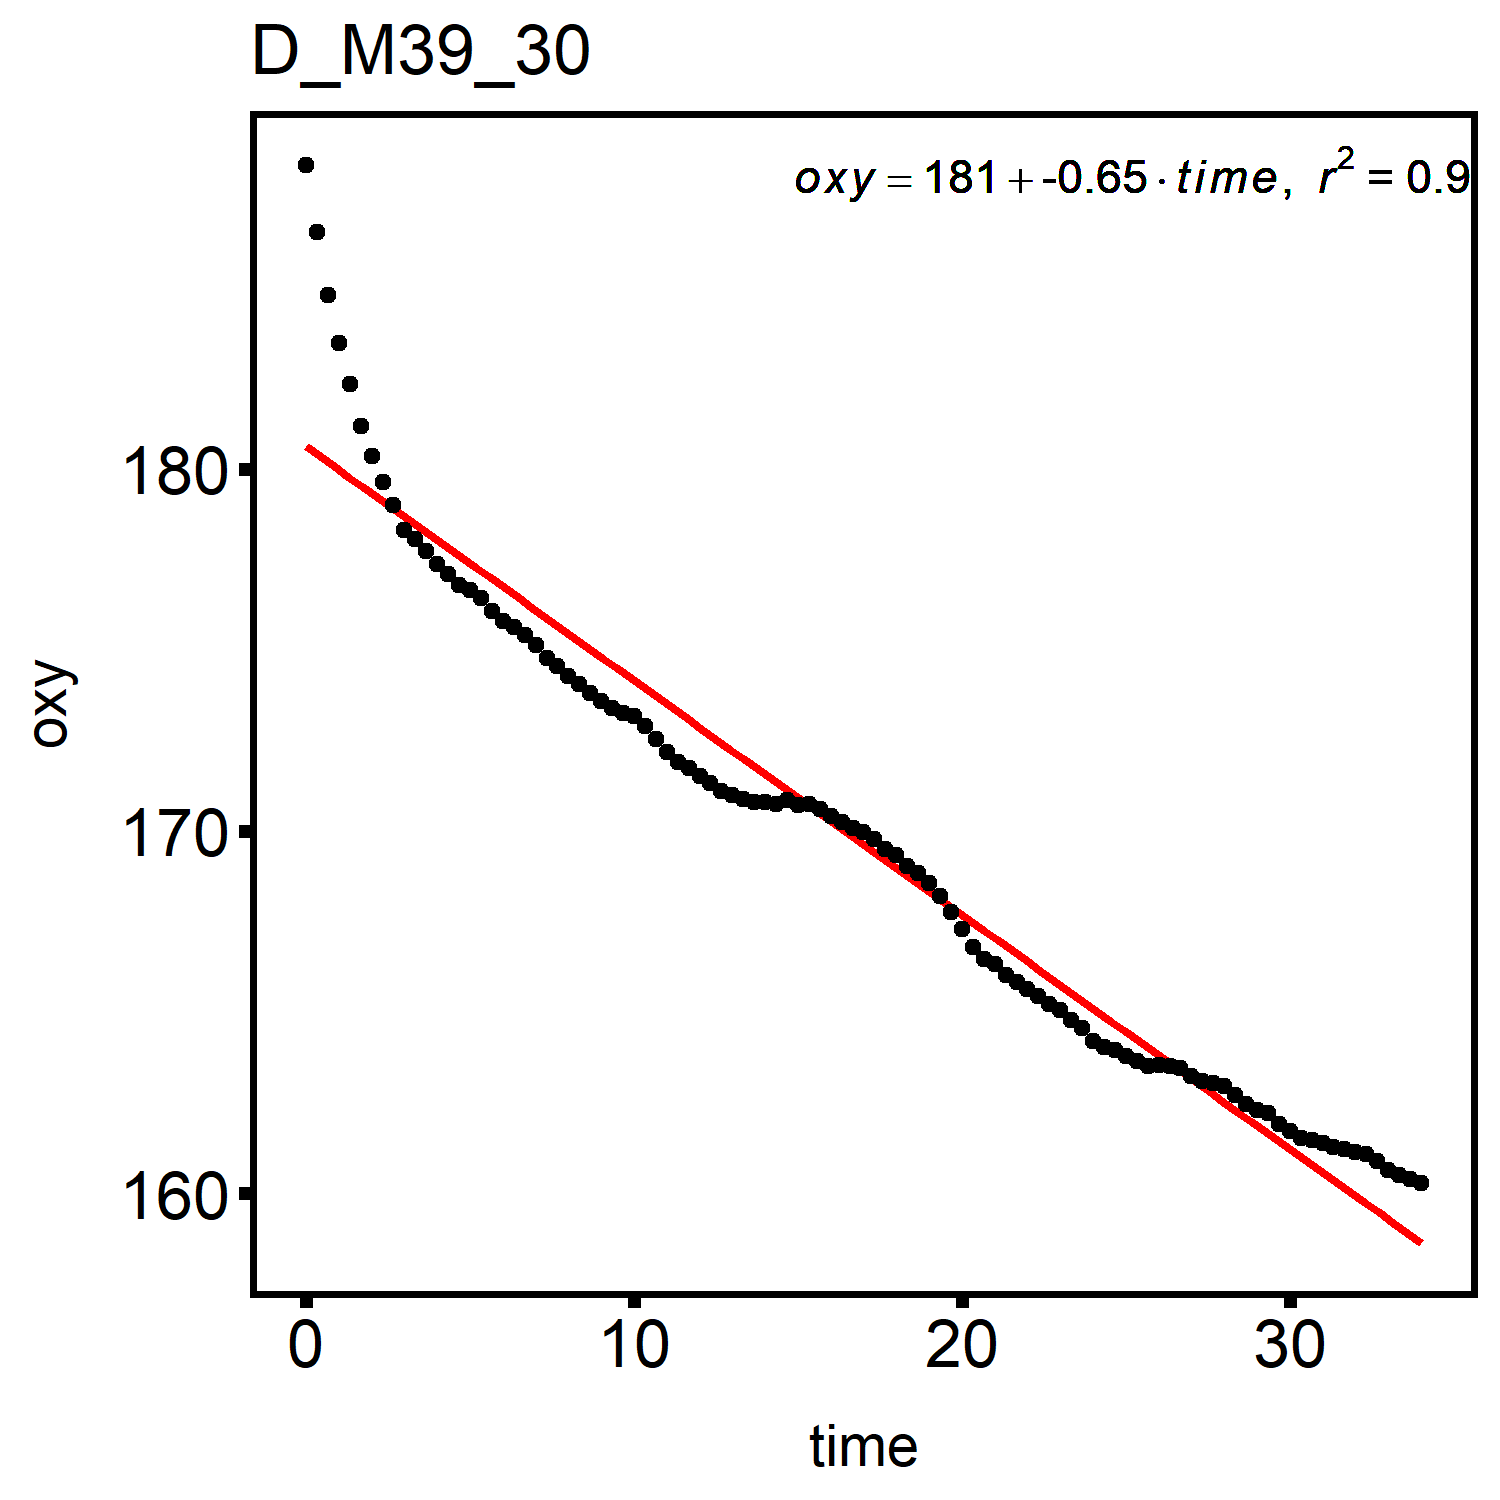 D_M39_30
oxy = 181 + -0.65 · time, r² = 0.9
180
170
160
oxy
0 10 20 30
time